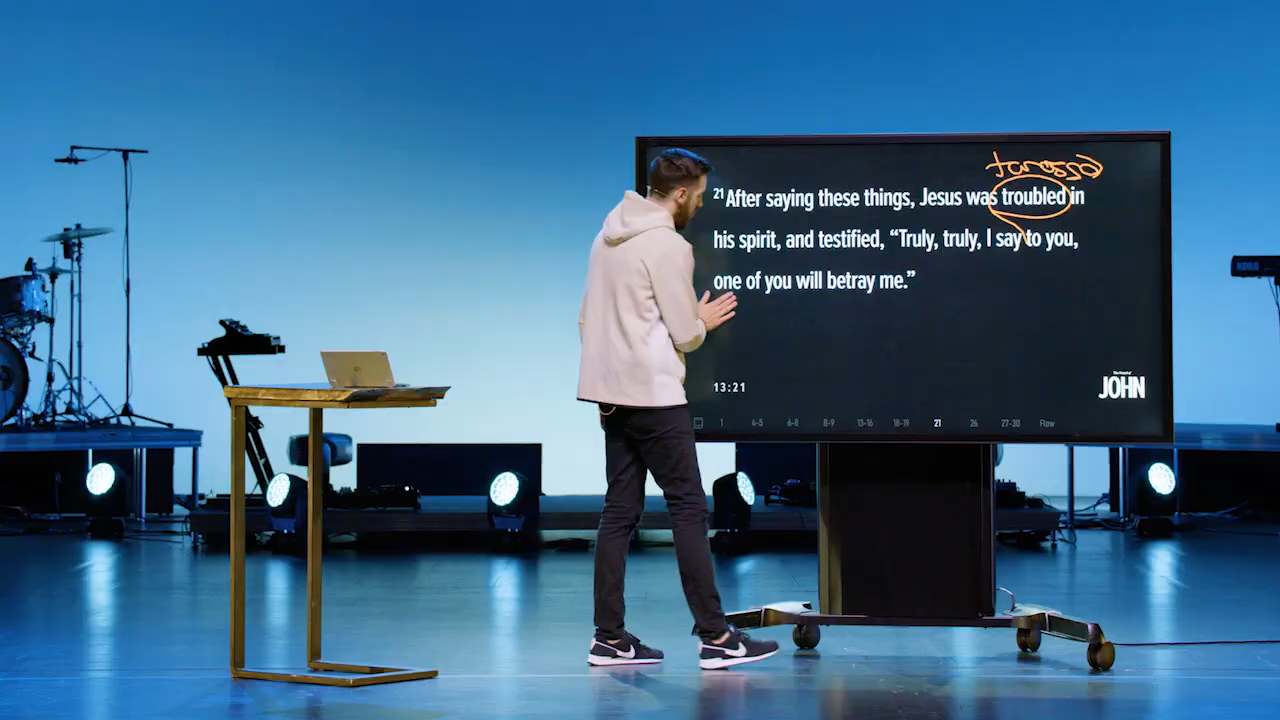 tarasso
21 After saying these things, Jesus was troubled in
his spirit, and testified, “Truly, truly, I say to you,
one of you will betray me.”
JOHN
13:21
1 4-5 6-8 8-9 13-16 18-19 21 26 27-30 Flow
KORG